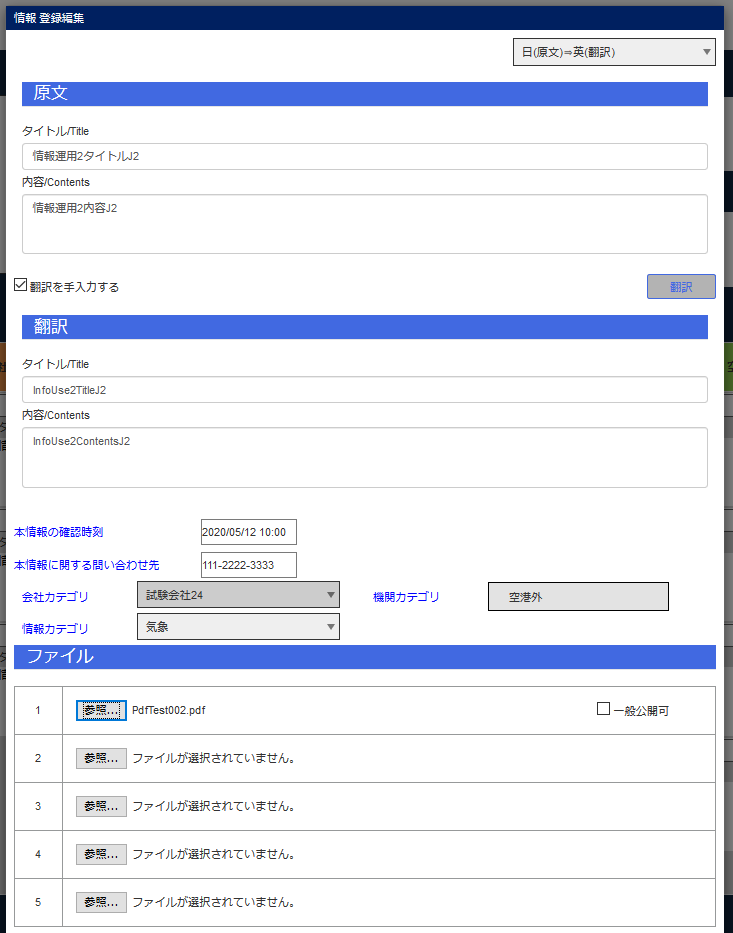 情報 登録編集
日(原文)⇒英(翻訳)
原文
タイトル/Title
情報運用2タイトルJ2
内容/Contents
情報運用2内容J2
翻訳を手入力する
翻訳
翻訳
タイトル/Title
InfoUse2TitleJ2
内容/Contents
InfoUse2ContentsJ2
本情報の確認時刻 2020/05/12 10:00
本情報に関する問い合わせ先 111-2222-3333
会社カテゴリ 試験会社24 機関カテゴリ 空港外
情報カテゴリ 気象
ファイル
1 参照... PdfTest002.pdf 一般公開可
2 参照... ファイルが選択されていません。
3 参照... ファイルが選択されていません。
4 参照... ファイルが選択されていません。
5 参照... ファイルが選択されていません。